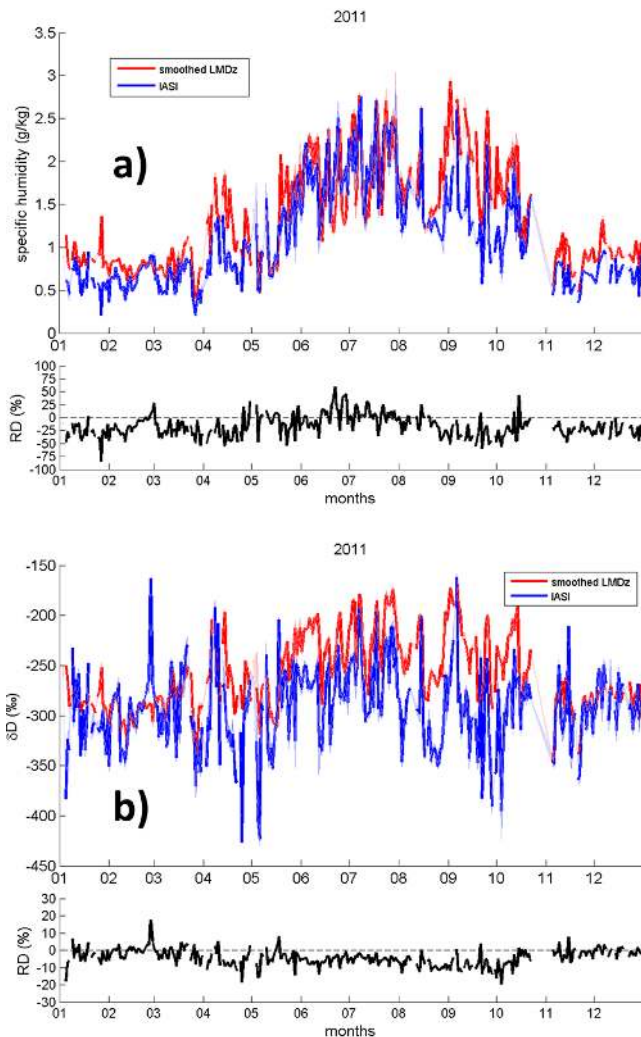 2011
3.5
smoothed LMDz
IASI
3
2.5
a)
2
1.5
1
0.5
0
specific humidity (g/kg)
01 02 03 04 05 06 07 08 09 10 11 12
100
75
50
25
0
-25
-50
-75
-100
RD (%)
01 02 03 04 05 06 07 08 09 10 11 12
months
2011
-150
smoothed LMDz
IASI
-200
-250
-300
-350
-400
-450
δD (‰)
b)
01 02 03 04 05 06 07 08 09 10 11 12
30
20
10
0
-10
-20
-30
RD (%)
01 02 03 04 05 06 07 08 09 10 11 12
months